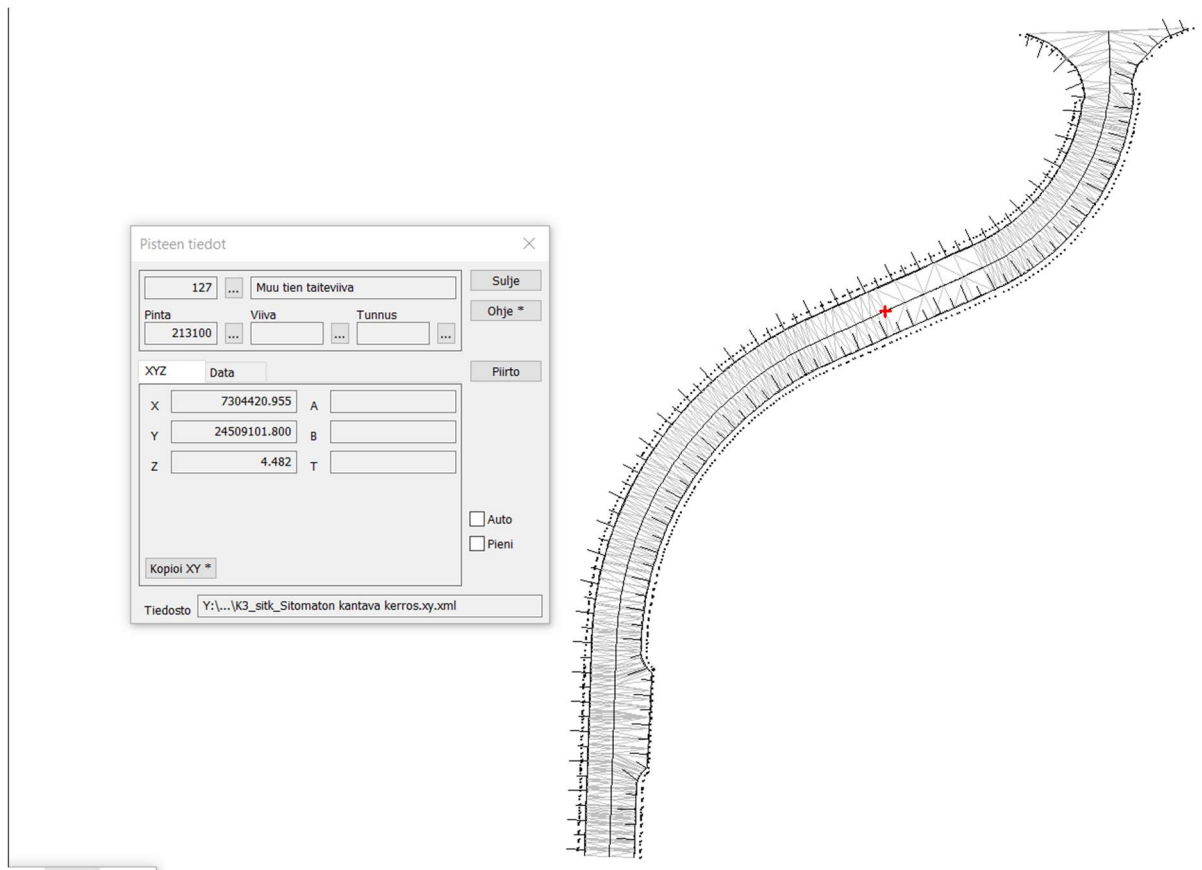 Pisteen tiedot
127 ... Muu tien taiteviiva
Sulje
Ohje *
Pinta Viiva Tunnus
213100 ... ... ...
XYZ Data
Piirto
X 7304420.955 A
Y 24509101.800 B
Z 4.482 T
Auto
Pieni
Kopioi XY *
Tiedosto Y:\...\K3_sitk_Sitomaton kantava kerros.xy.xml